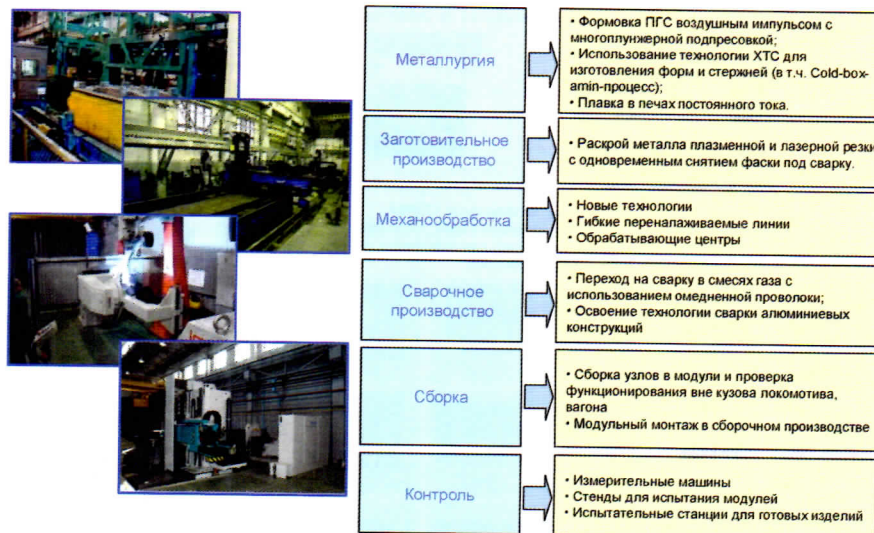 Металлургия
• Формовка ПГС воздушным импульсом с
многоплунжерной подпресовкой;
• Использование технологии ХТС для
изготовления форм и стержней (в т.ч. Cold-box-
amin-процесс);
• Плавка в печах постоянного тока.
Заготовительное
производство
• Раскрой металла плазменной и лазерной резки
с одновременным снятием фаски под сварку.
Механообработка
• Новые технологии
• Гибкие переналаживаемые линии
• Обрабатывающие центры
Сварочное
производство
• Переход на сварку в смесях газа с
использованием омедненной проволоки;
• Освоение технологии сварки алюминиевых
конструкций
Сборка
• Сборка узлов в модули и проверка
функционирования вне кузова локомотива,
вагона
• Модульный монтаж в сборочном производстве
Контроль
• Измерительные машины
• Стенды для испытания модулей
• Испытательные станции для готовых изделий